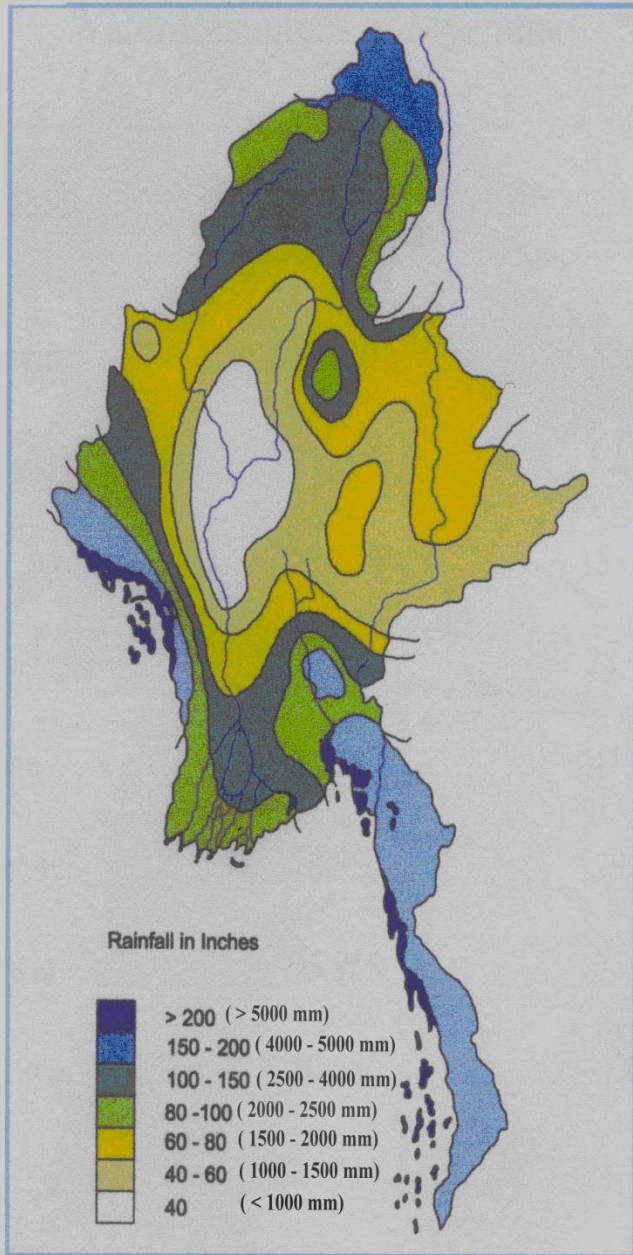 Rainfall in Inches
> 200 ( > 5000 mm)
150 - 200 ( 4000 - 5000 mm)
100 - 150 ( 2500 - 4000 mm)
80 -100 ( 2000 - 2500 mm)
60 - 80 ( 1500 - 2000 mm)
40 - 60 ( 1000 - 1500 mm)
40 ( < 1000 mm)